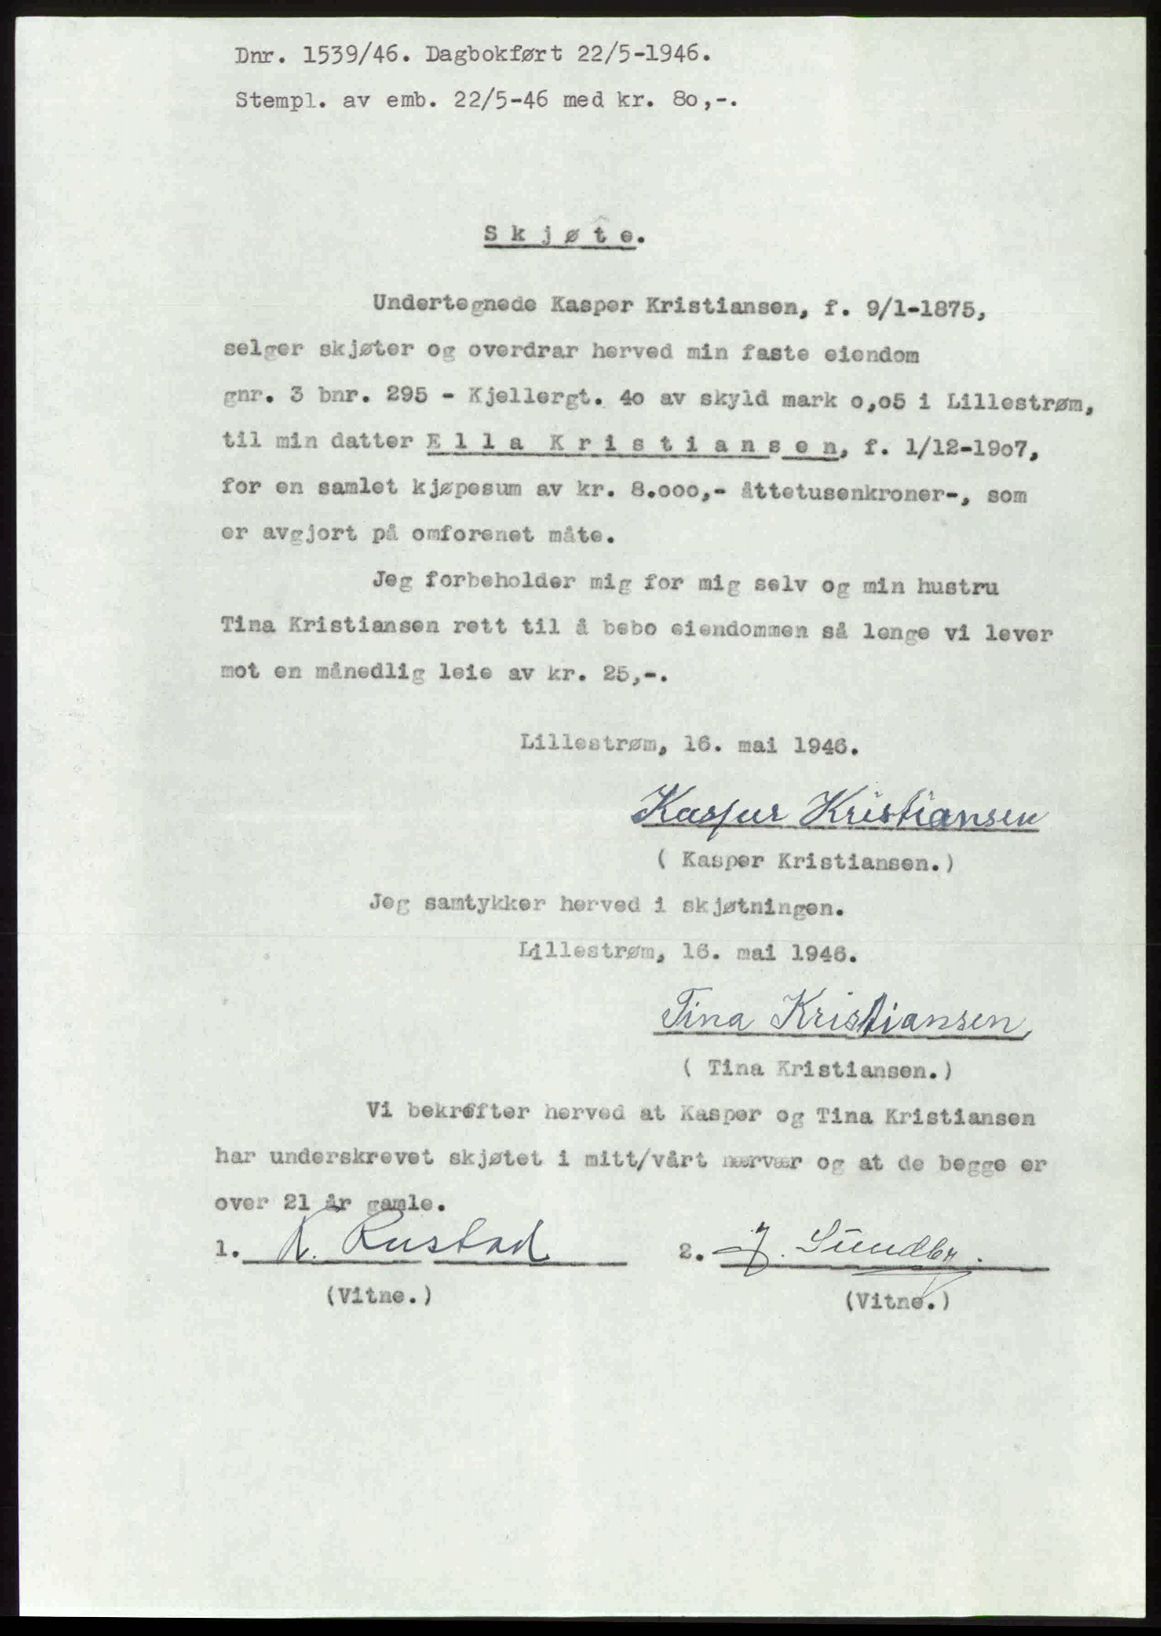 Dnr. 1539/46. Dagbokført 22/5-1946.
Stempl. av emb. 22/5-46 med kr. 8o,-.
S k j ø t e.
Undertegnede Kasper Kristiansen, f. 9/1-1875,
selger skjøter og overdrar herved min faste eiendom
gnr. 3 bnr. 295 - Kjellergt. 4o av skyld mark o,o5 i Lillestrøm,
til min datter E l l a K r i s t i a n s e n, f. 1/12-19o7,
for en samlet kjøpesum av kr. 8.ooo,- åttetusenkroner-, som
er avgjort på omforenet måte.
Jeg forbeholder mig for mig selv og min hustru
Tina Kristiansen rett til å bebo eiendommen så lenge vi lever
mot en månedlig leie av kr. 25,-.
Lillestrøm, 16. mai 1946.
Kasper Kristiansen
( Kasper Kristiansen.)
Jeg samtykker herved i skjøtningen.
Lillestrøm, 16. mai 1946.
Tina Kristiansen
( Tina Kristiansen.)
Vi bekrefter herved at Kasper og Tina Kristiansen
har underskrevet skjøtet i mitt/vårt nærvær og at de begge er
over 21 år gamle.
1. K. Rustad 2. J. Sundby.
(Vitne.) (Vitne.)